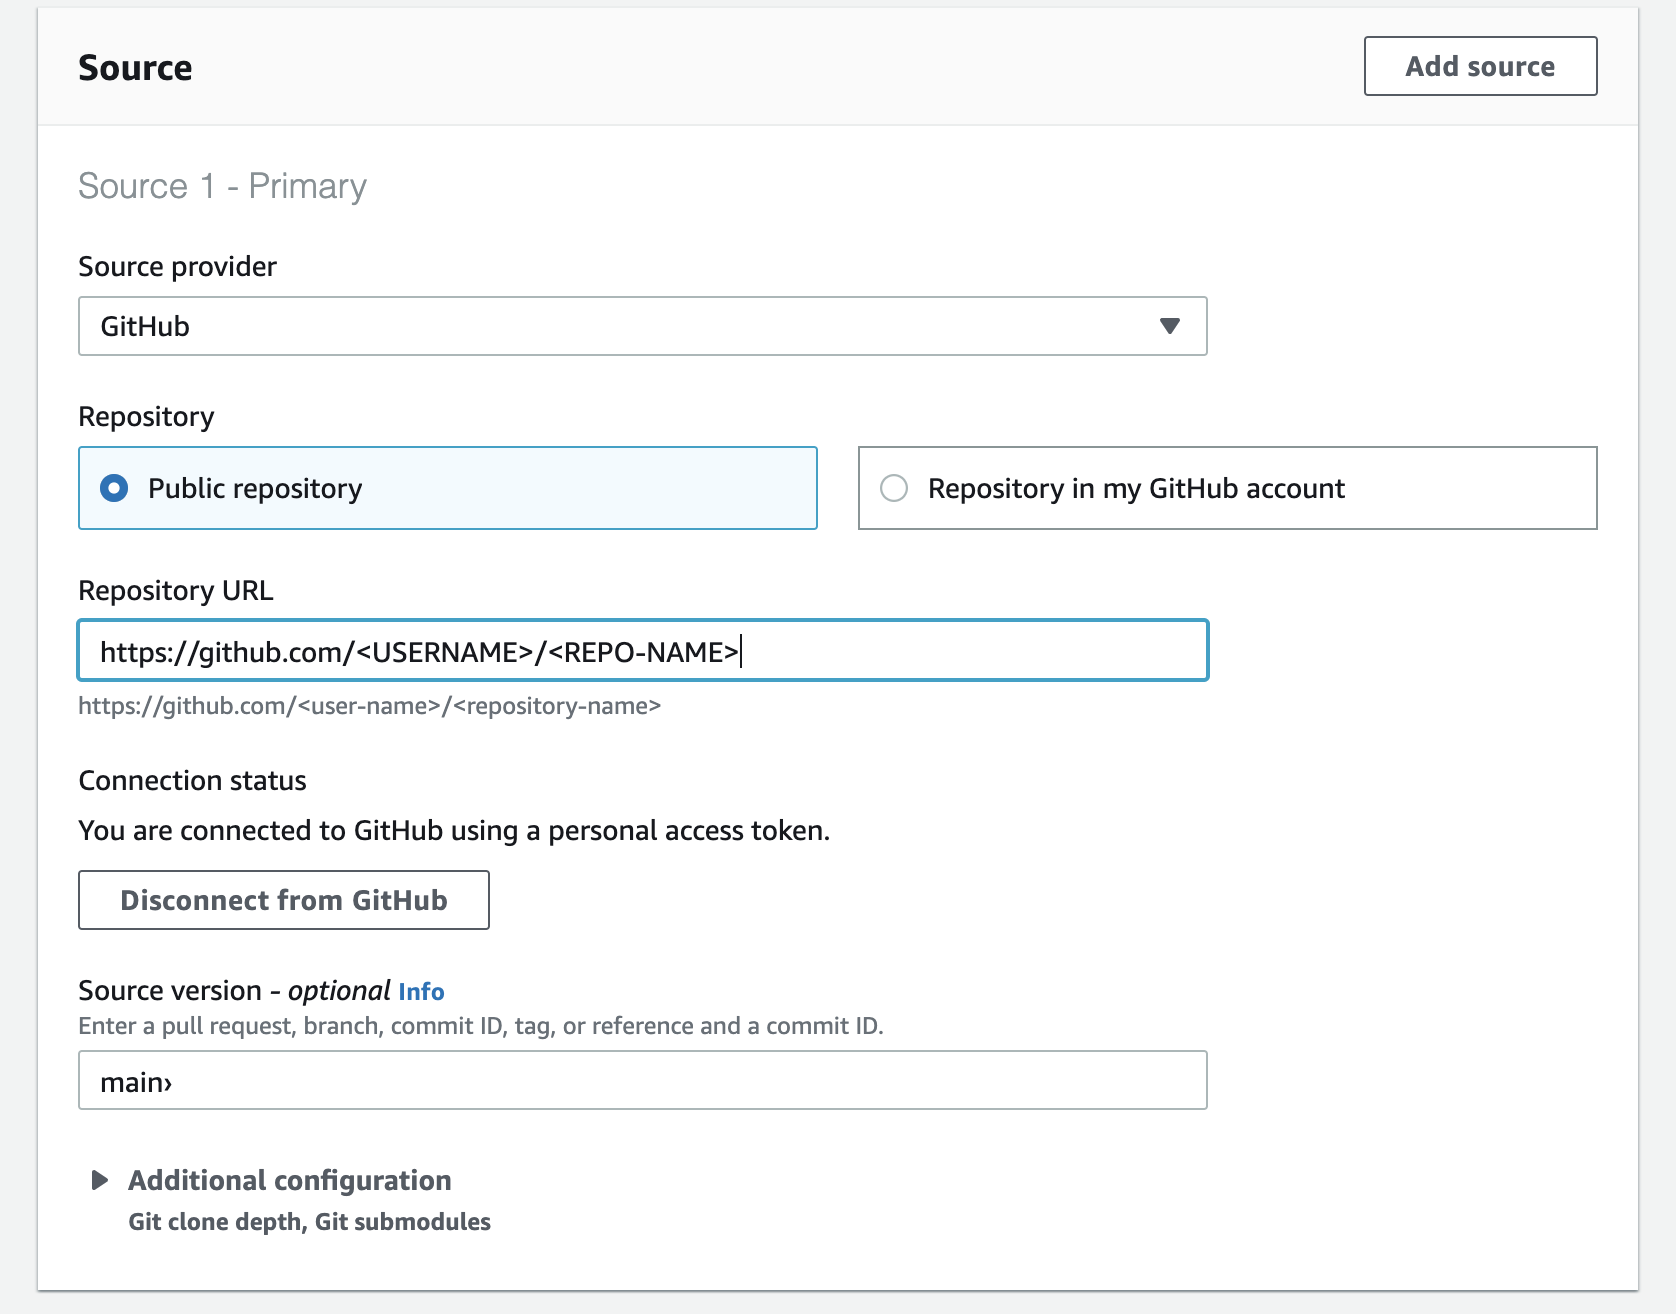 Source
Add source
Source 1 - Primary
Source provider
GitHub
Repository
Public repository
Repository in my GitHub account
Repository URL
https://github.com/<USERNAME>/<REPO-NAME>
https://github.com/<user-name>/<repository-name>
Connection status
You are connected to GitHub using a personal access token.
Disconnect from GitHub
Source version - optional Info
Enter a pull request, branch, commit ID, tag, or reference and a commit ID.
main›
Additional configuration
Git clone depth, Git submodules